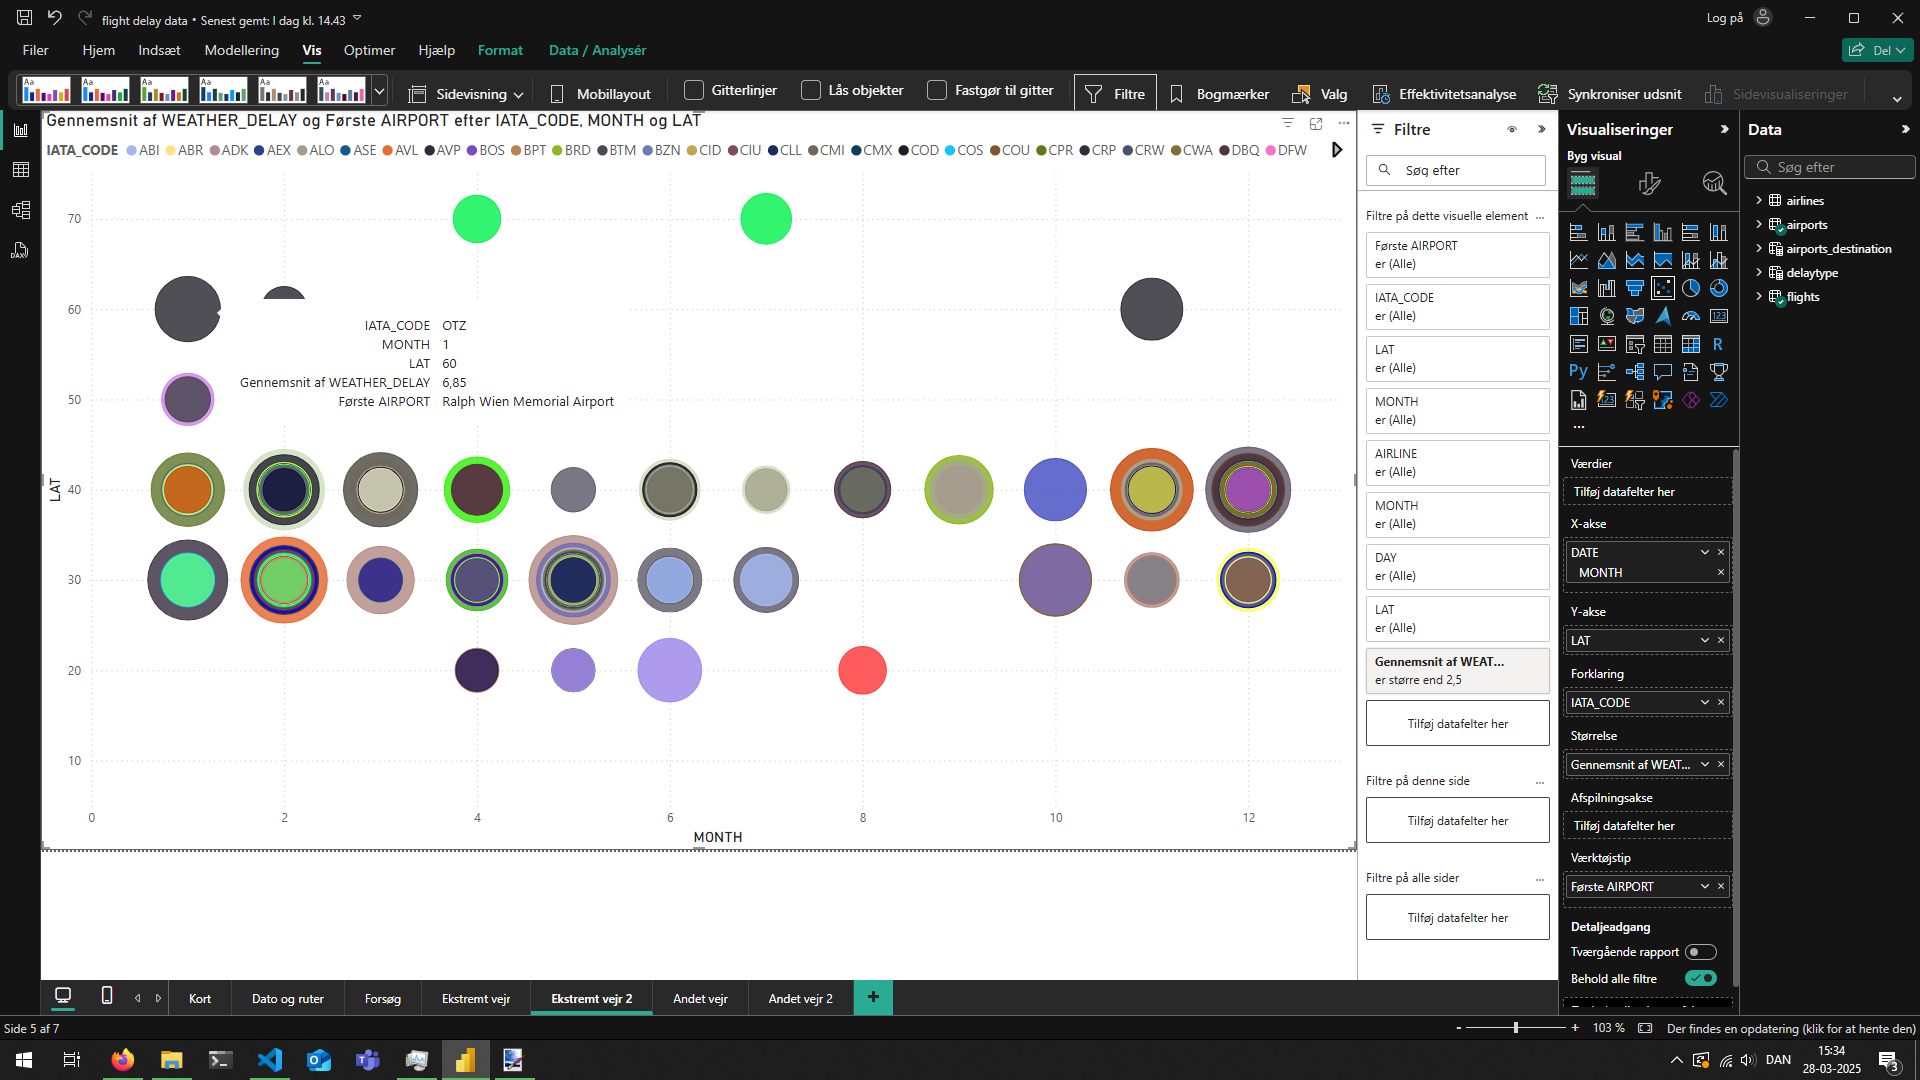 flight delay data • Senest gemt: I dag kl. 14.43
Log på
Filer
Hjem
Indsæt
Modellering
Vis
Optimer
Hjælp
Format
Data / Analysér
Del
Sidevisning
Mobillayout
Gitterlinjer
Lås objekter
Fastgør til gitter
Filtre
Bogmærker
Valg
Effektivitetsanalyse
Synkroniser udsnit
Sidevisualiseringer
Gennemsnit af WEATHER_DELAY og Første AIRPORT efter IATA_CODE, MONTH og LAT
IATA_CODE ABI ABR ADK AEX ALO ASE AVL AVP BOS BPT BRD BTM BZN CID CIU CLL CMI CMX COD COS COU CPR CRP CRW CWA DBQ DFW
70
60
50
40
30
20
10
LAT
0
2
4
6
8
10
12
MONTH
IATA_CODE OTZ
MONTH 1
LAT 60
Gennemsnit af WEATHER_DELAY 6,85
Første AIRPORT Ralph Wien Memorial Airport
Filtre
Søg efter
Filtre på dette visuelle element ...
Første AIRPORT
er (Alle)
IATA_CODE
er (Alle)
LAT
er (Alle)
MONTH
er (Alle)
AIRLINE
er (Alle)
MONTH
er (Alle)
DAY
er (Alle)
LAT
er (Alle)
Gennemsnit af WEAT...
er større end 2,5
Tilføj datafelter her
Filtre på denne side ...
Tilføj datafelter her
Filtre på alle sider ...
Tilføj datafelter her
Visualiseringer
Byg visual
123
R
Py
123
...
Værdier
Tilføj datafelter her
X-akse
DATE
MONTH
Y-akse
LAT
Forklaring
IATA_CODE
Størrelse
Gennemsnit af WEAT...
Afspilningsakse
Tilføj datafelter her
Værktøjstip
Første AIRPORT
Detaljeadgang
Tværgående rapport
Behold alle filtre
Data
Søg efter
airlines
airports
airports_destination
delaytype
flights
Kort
Dato og ruter
Forsøg
Ekstremt vejr
Ekstremt vejr 2
Andet vejr
Andet vejr 2
+
Side 5 af 7
- + 103 %
Der findes en opdatering (klik for at hente den)
DAN
15:34
28-03-2025
3